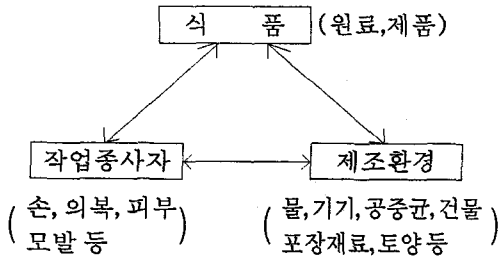 식 품 (원료,제품)
작업종사자 제조환경
(손, 의복, 피부 모발 등)
(물,기기,공중균,건물 포장재료,토양등)